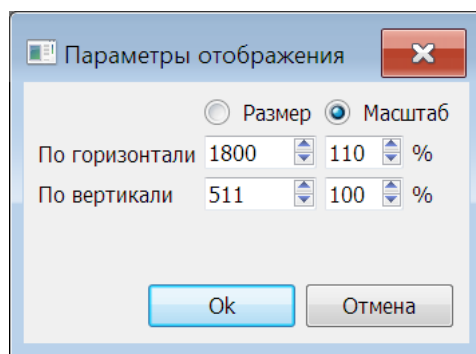 Параметры отображения
Размер Масштаб
По горизонтали 1800 110 %
По вертикали 511 100 %
Ok Отмена